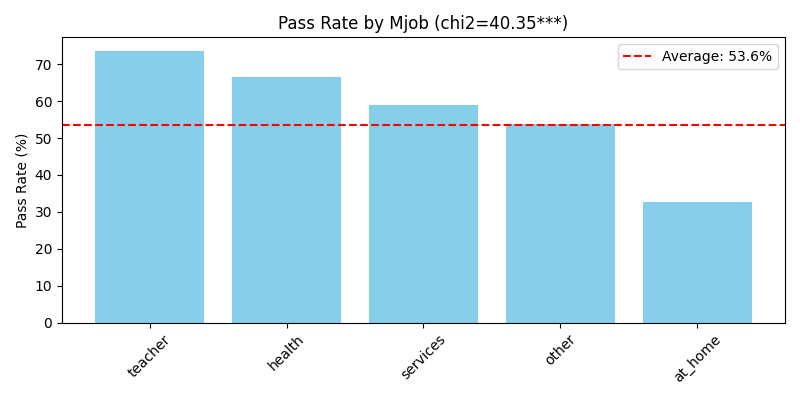 Pass Rate by Mjob (chi2=40.35***)
Average: 53.6%
Pass Rate (%)
70
60
50
40
30
20
10
0
teacher
health
services
other
at_home